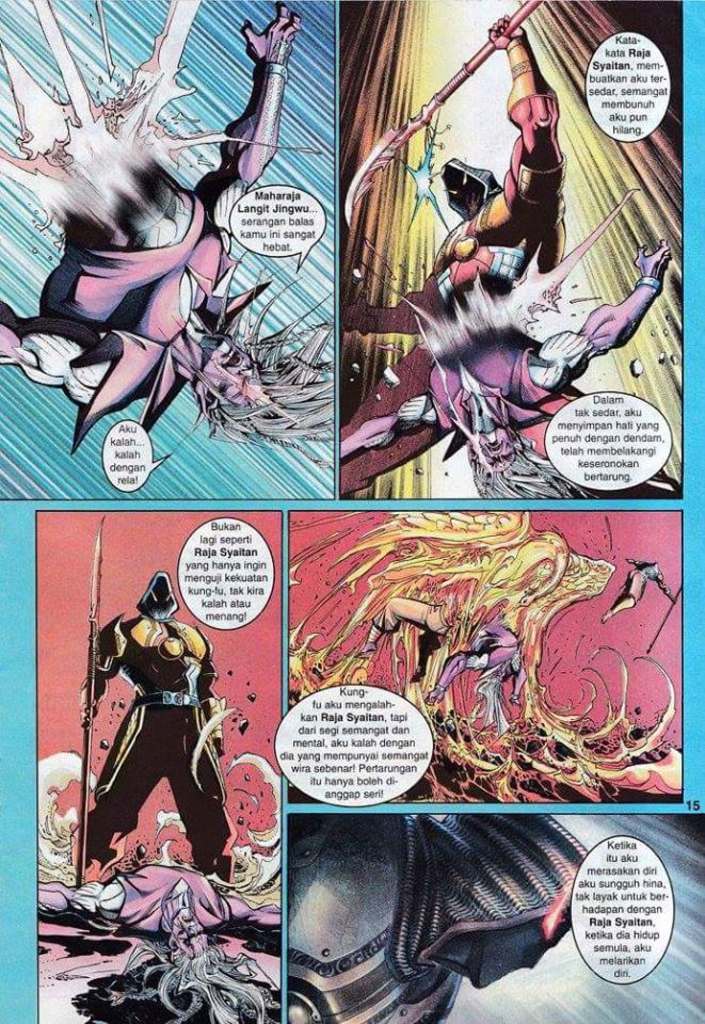 Maharaja
Langit Jingwu...
serangan balas
kamu ini sangat
hebat.
Aku
kalah...
kalah
dengan
rela!
Kata-
kata Raja
Syaitan, mem-
buatkan aku ter-
sedar, semangat
membunuh
aku pun
hilang.
Dalam
tak sedar, aku
menyimpan hati yang
penuh dengan dendam,
telah membelakangi
keseronokan
bertarung.
Bukan
lagi seperti
Raja Syaitan
yang hanya ingin
menguji kekuatan
kung-fu, tak kira
kalah atau
menang!
Kung-
fu aku mengalah-
kan Raja Syaitan, tapi
dari segi semangat dan
mental, aku kalah dengan
dia yang mempunyai semangat
wira sebenar! Pertarungan
itu hanya boleh di-
anggap seri!
15
Ketika
itu aku
merasakan diri
aku sungguh hina,
tak layak untuk ber-
hadapan dengan
Raja Syaitan,
ketika dia hidup
semula, aku
melarikan
diri.